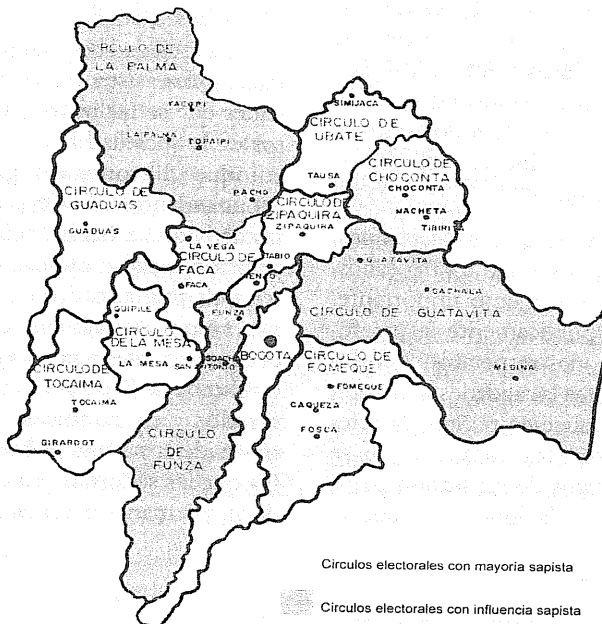 CIRCULO DE
LA PALMA
YACOPI
LA PALMA
TOPAIPI
PACHO
SIMIJACA
CIRCULO DE
UBATE
TAUSA
CIRCULO DE
CHOCONTA
CHOCONTA
MACHETA
TIBIRITA
CIRCULO DE
GUADUAS
GUADUAS
CIRCULO DE
ZIPAQUIRA
ZIPAQUIRA
LA VEGA
CIRCULO DE
FACA
FACA
TABIO
TENJO
GUATAVITA
GACHALA
CIRCULO DE GUATAVITA
MEDINA
QUIPILE
CIRCULO
DE LA MESA
LA MESA
SAN ANTONIO
FUNZA
SOACHA
BOGOTA
CIRCULO DE
FOMEQUE
FOMEQUE
CAQUEZA
FOSCA
CIRCULO DE
TOCAIMA
TOCAIMA
GIRARDOT
CIRCULO
DE
FUNZA
Circulos electorales con mayoria sapista
Circulos electorales con influencia sapista